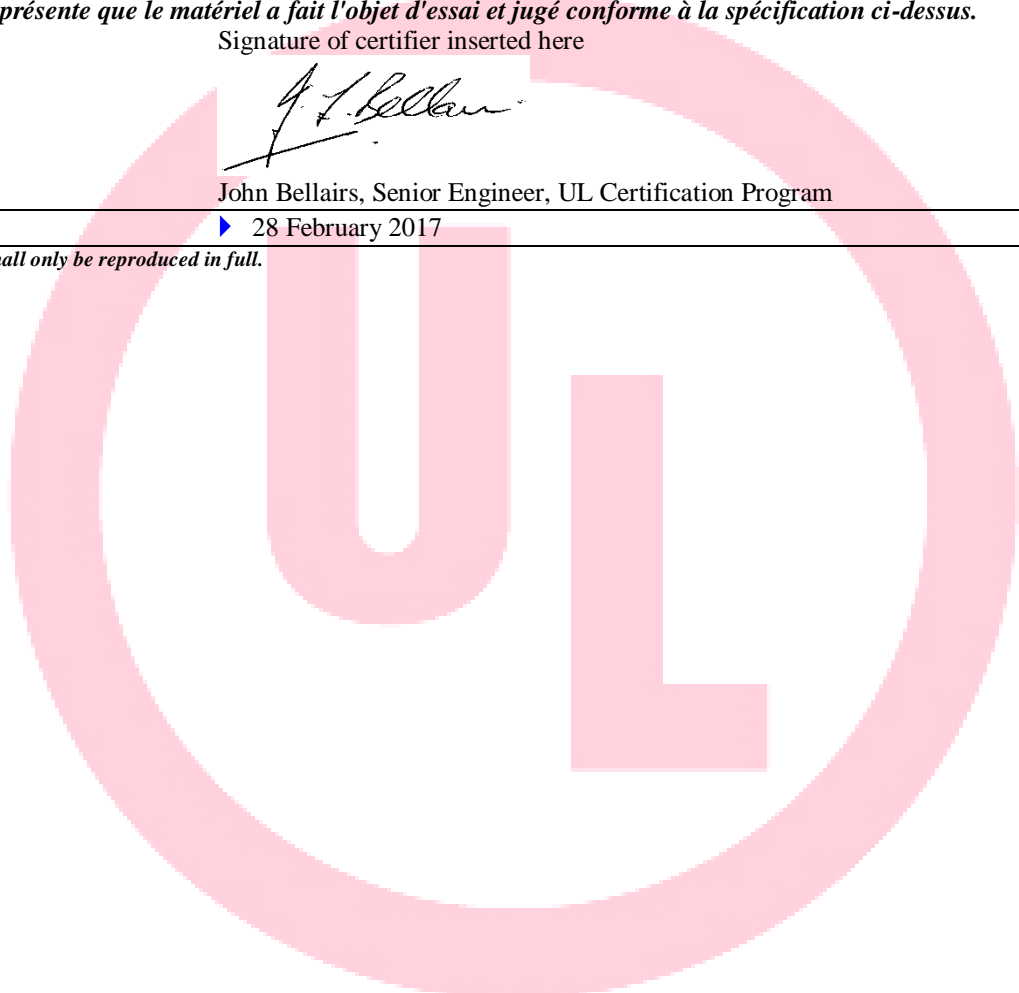 présente que le matériel a fait l'objet d'essai et jugé conforme à la spécification ci-dessus.
Signature of certifier inserted here
John Bellairs, Senior Engineer, UL Certification Program
28 February 2017
all only be reproduced in full.
UL